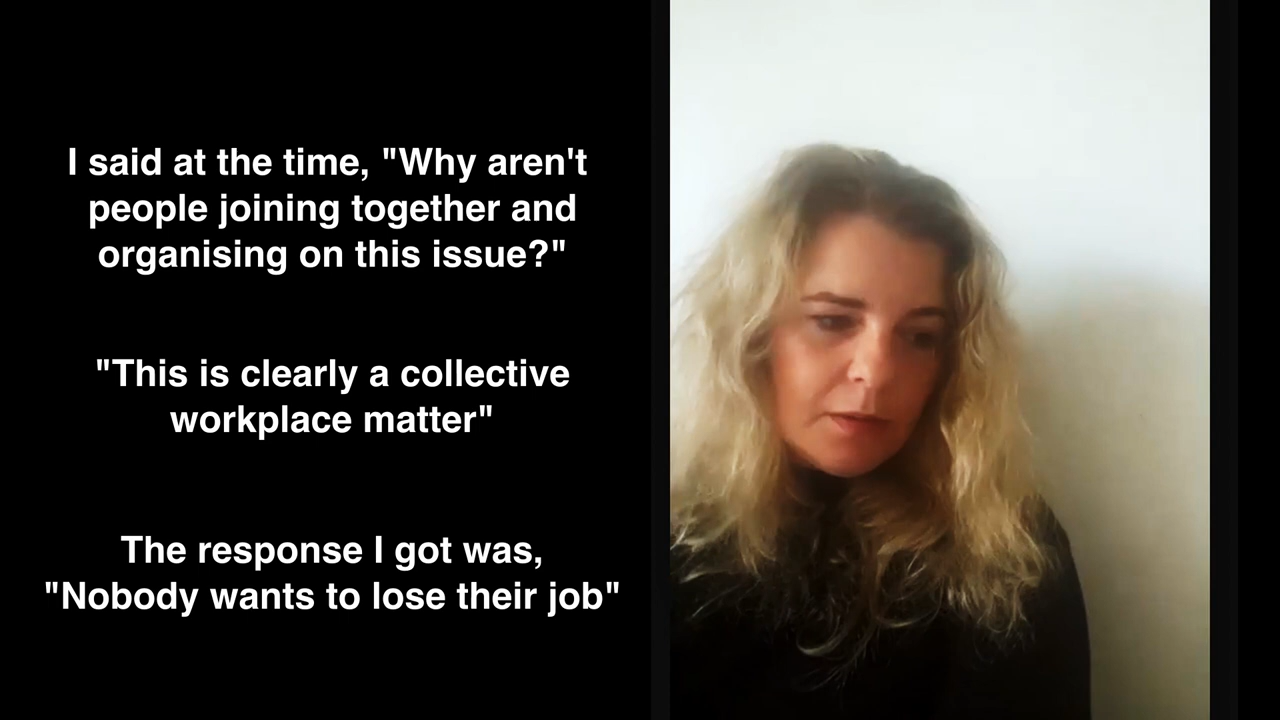 I said at the time, "Why aren't
people joining together and
organising on this issue?"
"This is clearly a collective
workplace matter"
The response I got was,
"Nobody wants to lose their job"